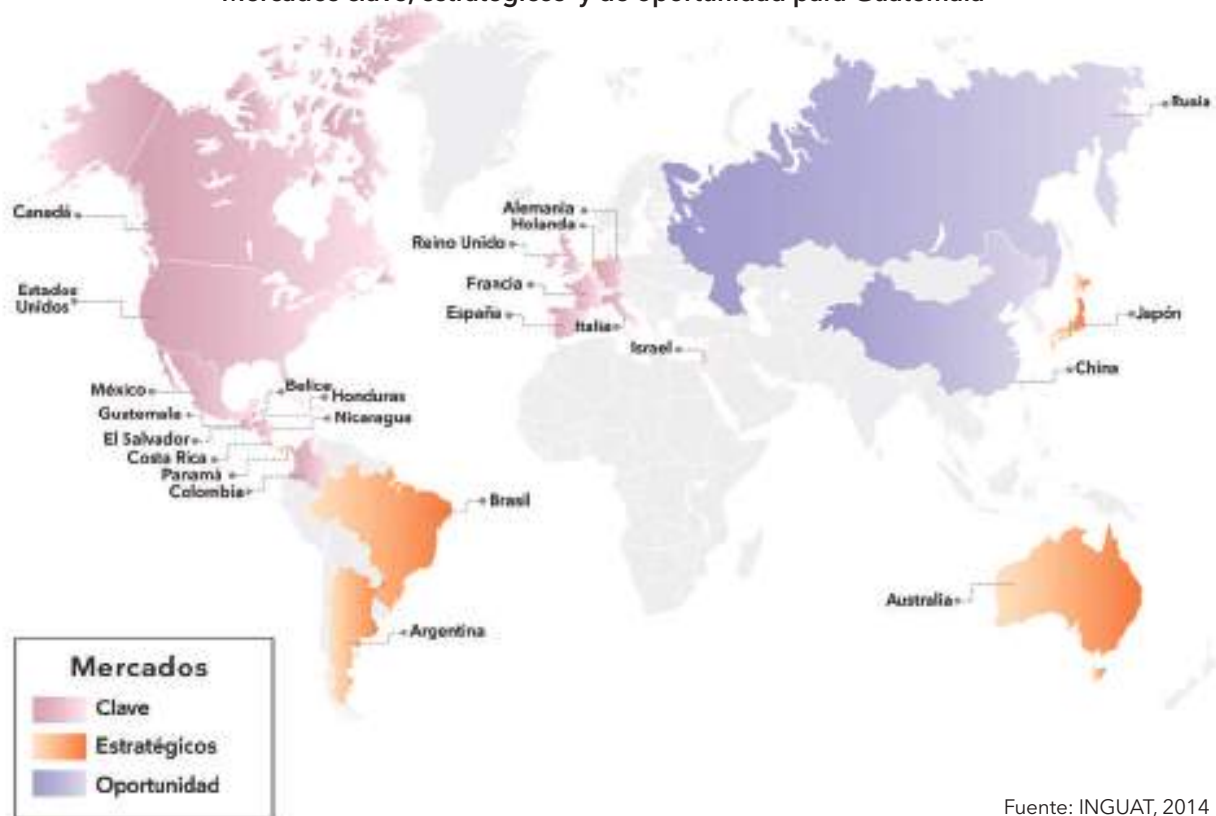 mercados clave, estratégicos y de oportunidad para Guatemala
Rusia
Canadá
Alemania
Holanda
Reino Unido
Estados
Unidos
Francia
España
Italia
Japón
Israel
China
México
Belice
Honduras
Guatemala
Nicaragua
El Salvador
Costa Rica
Panamá
Colombia
Brasil
Australia
Argentina
Mercados
Clave
Estratégicos
Oportunidad
Fuente: INGUAT, 2014